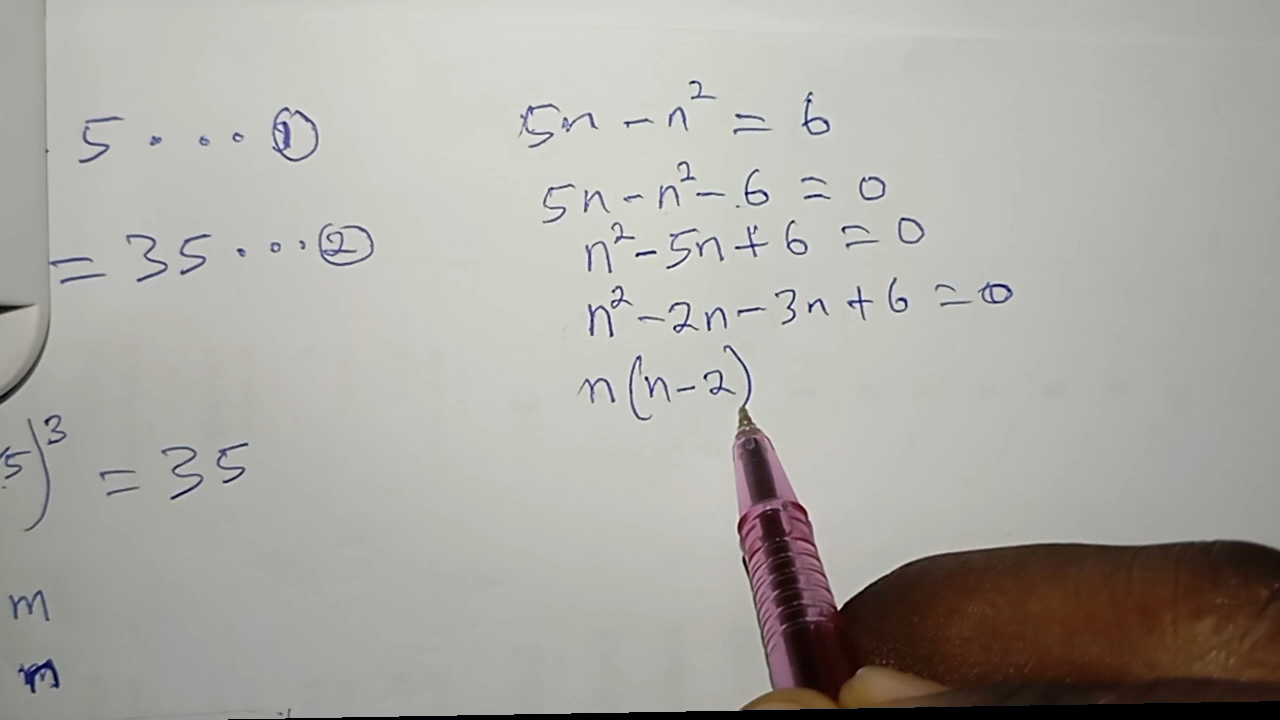 5 . . . ①
= 35 . . . ②
5)³ = 35
m
m
5n - n² = 6
5n - n² - 6 = 0
n² - 5n + 6 = 0
n² - 2n - 3n + 6 = 0
n(n - 2)